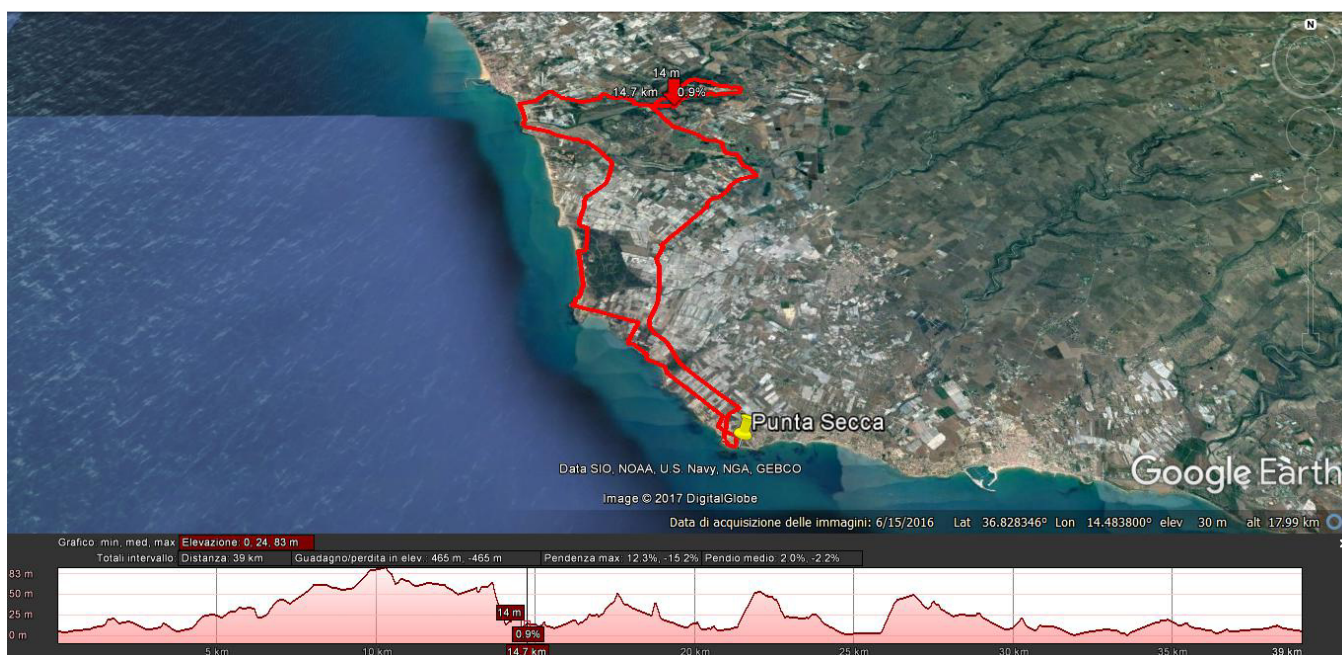 N
14 m
14.7 km 0.9%
Punta Secca
Data SIO, NOAA, U.S. Navy, NGA, GEBCO
Image © 2017 DigitalGlobe
Google Earth
Data di acquisizione delle immagini: 6/15/2016 Lat 36.828346° Lon 14.483800° elev 30 m alt 17.99 km
Grafico: min, med, max Elevazione: 0, 24, 83 m
Totali intervallo: Distanza: 39 km Guadagno/perdita in elev.: 465 m, -465 m Pendenza max: 12.3%, -15.2% Pendio medio: 2.0%, -2.2%
83 m
50 m
25 m
0 m
14 m
0.9%
5 km 10 km 14.7 km 20 km 25 km 30 km 35 km 39 km